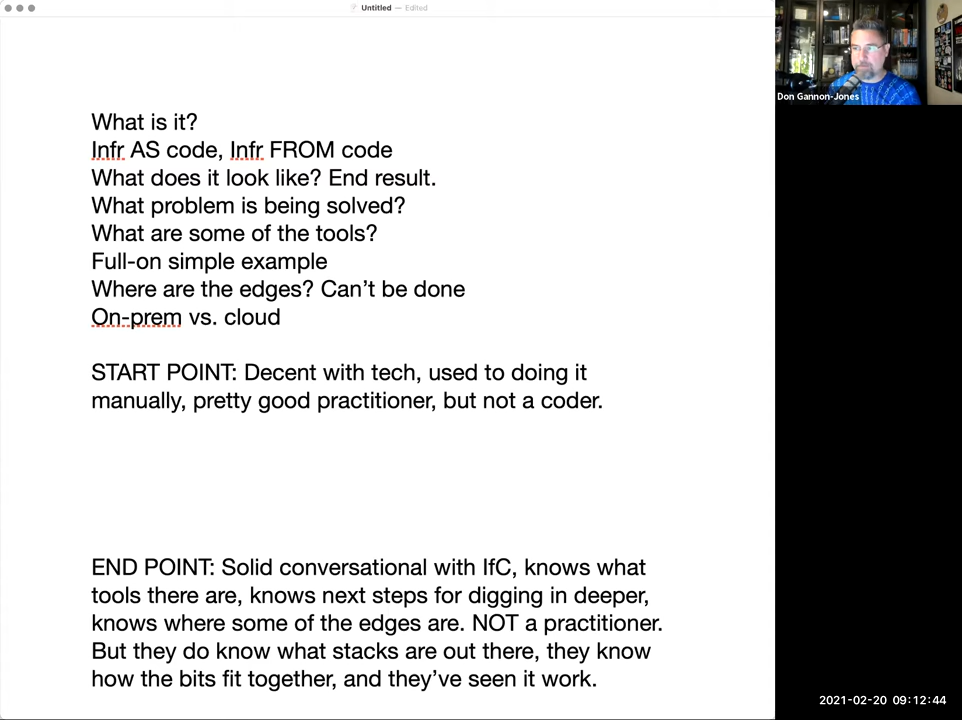 Untitled — Edited
What is it?
Infr AS code, Infr FROM code
What does it look like? End result.
What problem is being solved?
What are some of the tools?
Full-on simple example
Where are the edges? Can't be done
On-prem vs. cloud
START POINT: Decent with tech, used to doing it
manually, pretty good practitioner, but not a coder.
END POINT: Solid conversational with IfC, knows what
tools there are, knows next steps for digging in deeper,
knows where some of the edges are. NOT a practitioner.
But they do know what stacks are out there, they know
how the bits fit together, and they've seen it work.
Don Gannon-Jones
2021-02-20 09:12:44